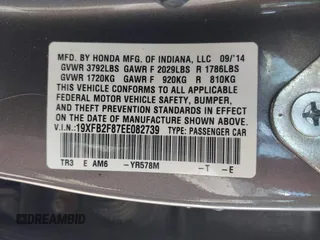 MFD. BY HONDA MFG. OF INDIANA, LLC 09/'14
GVWR 3792LBS GAWR F 2029LBS R 1786LBS
GVWR 1720KG GAWR F 920KG R 810KG
THIS VEHICLE CONFORMS TO ALL APPLICABLE
FEDERAL MOTOR VEHICLE SAFETY, BUMPER,
AND THEFT PREVENTION STANDARDS IN
EFFECT ON THE DATE OF MANUFACTURE
SHOWN ABOVE.
V.I.N.: 19XFB2F87EE082739 TYPE: PASSENGER CAR
TR3 E AM6 -YR578M -T -E
DREAMBID